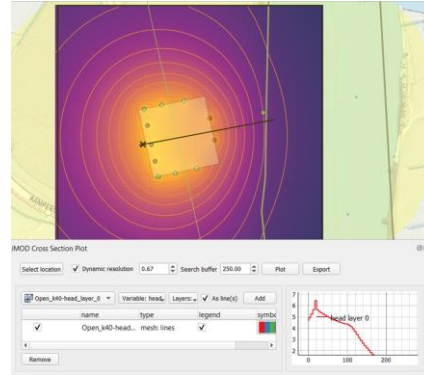 KAMPER
iMOD Cross Section Plot
Select location Dynamic resolution 0.67 Search buffer 250.00 Plot Export
Open_k40-head_layer_0 Variable: head, Layers: As line(s) Add
name type legend symbo
Open_k40-head... mesh: lines
Remove
7
6
5
4
3
2
head layer 0
0 100 200